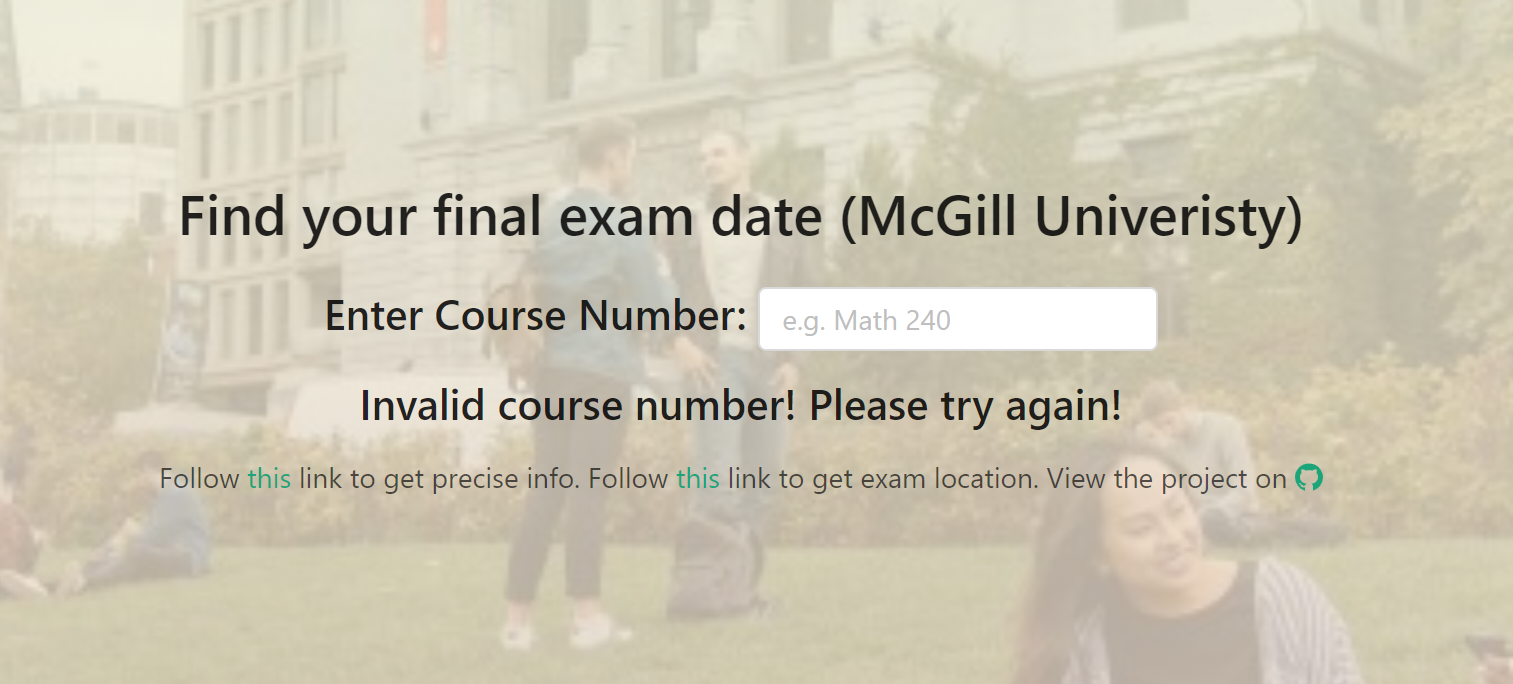 Find your final exam date (McGill Univeristy)
Enter Course Number: e.g. Math 240
Invalid course number! Please try again!
Follow this link to get precise info. Follow this link to get exam location. View the project on